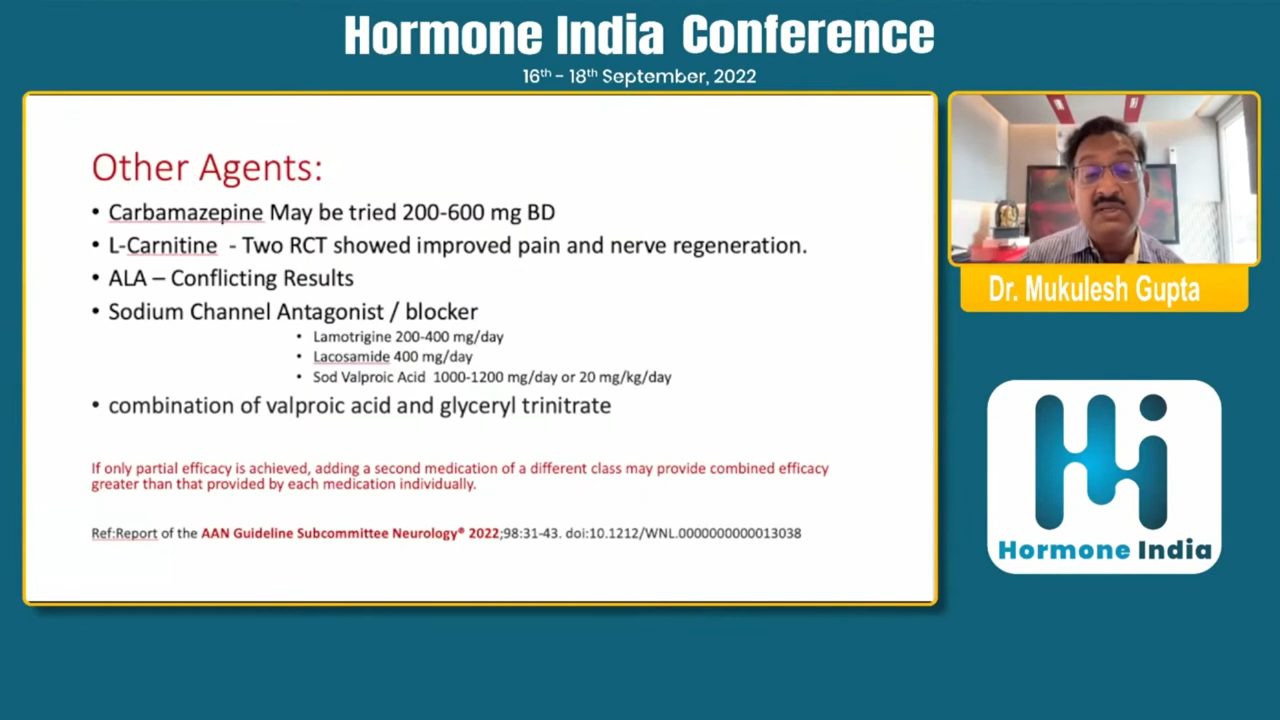 Hormone India Conference
16th - 18th September, 2022
Other Agents:
• Carbamazepine May be tried 200-600 mg BD
• L-Carnitine - Two RCT showed improved pain and nerve regeneration.
• ALA – Conflicting Results
• Sodium Channel Antagonist / blocker
• Lamotrigine 200-400 mg/day
• Lacosamide 400 mg/day
• Sod Valproic Acid 1000-1200 mg/day or 20 mg/kg/day
• combination of valproic acid and glyceryl trinitrate
If only partial efficacy is achieved, adding a second medication of a different class may provide combined efficacy
greater than that provided by each medication individually.
Ref:Report of the AAN Guideline Subcommittee Neurology® 2022;98:31-43. doi:10.1212/WNL.0000000000013038
Dr. Mukulesh Gupta
Hi
Hormone India